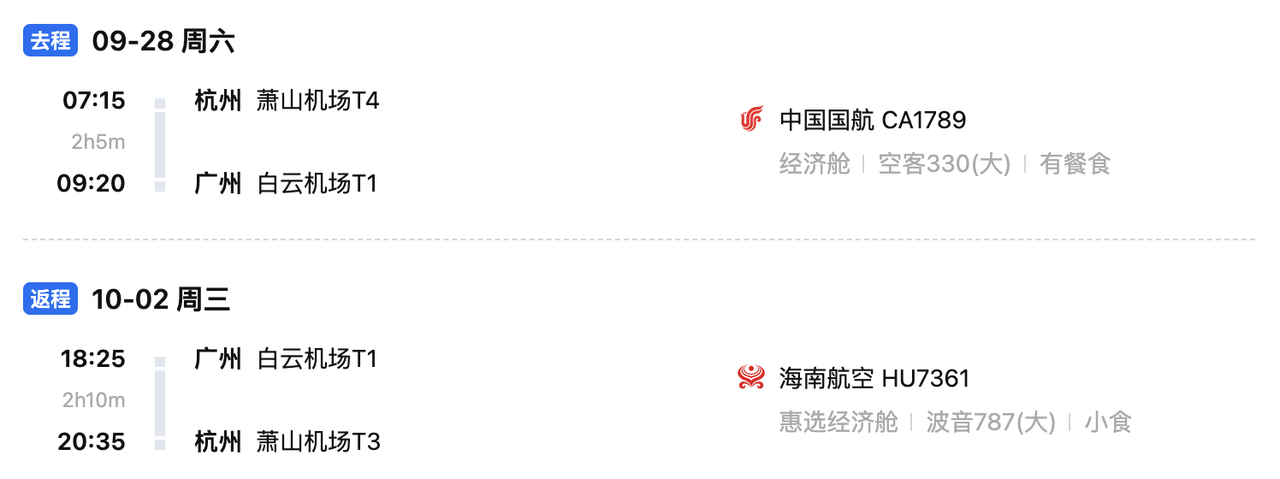 去程 09-28 周六
07:15 杭州 萧山机场T4
2h5m
09:20 广州 白云机场T1
中国国航 CA1789
经济舱 | 空客330(大) | 有餐食
返程 10-02 周三
18:25 广州 白云机场T1
2h10m
20:35 杭州 萧山机场T3
海南航空 HU7361
惠选经济舱 | 波音787(大) | 小食